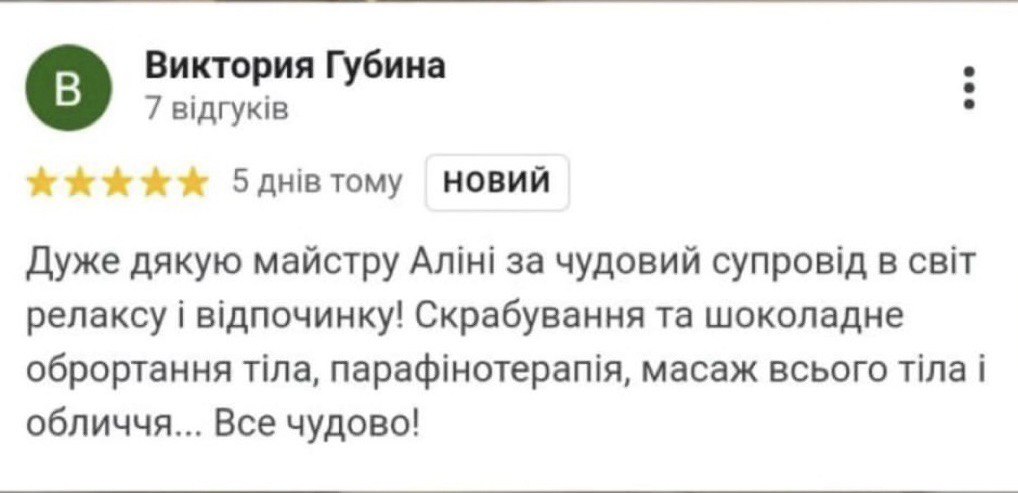 В
Виктория Губина
7 відгуків
5 днів тому
НОВИЙ
Дуже дякую майстру Аліні за чудовий супровід в світ
релаксу і відпочинку! Скрабування та шоколадне
оброртання тіла, парафінотерапія, масаж всього тіла і
обличчя... Все чудово!